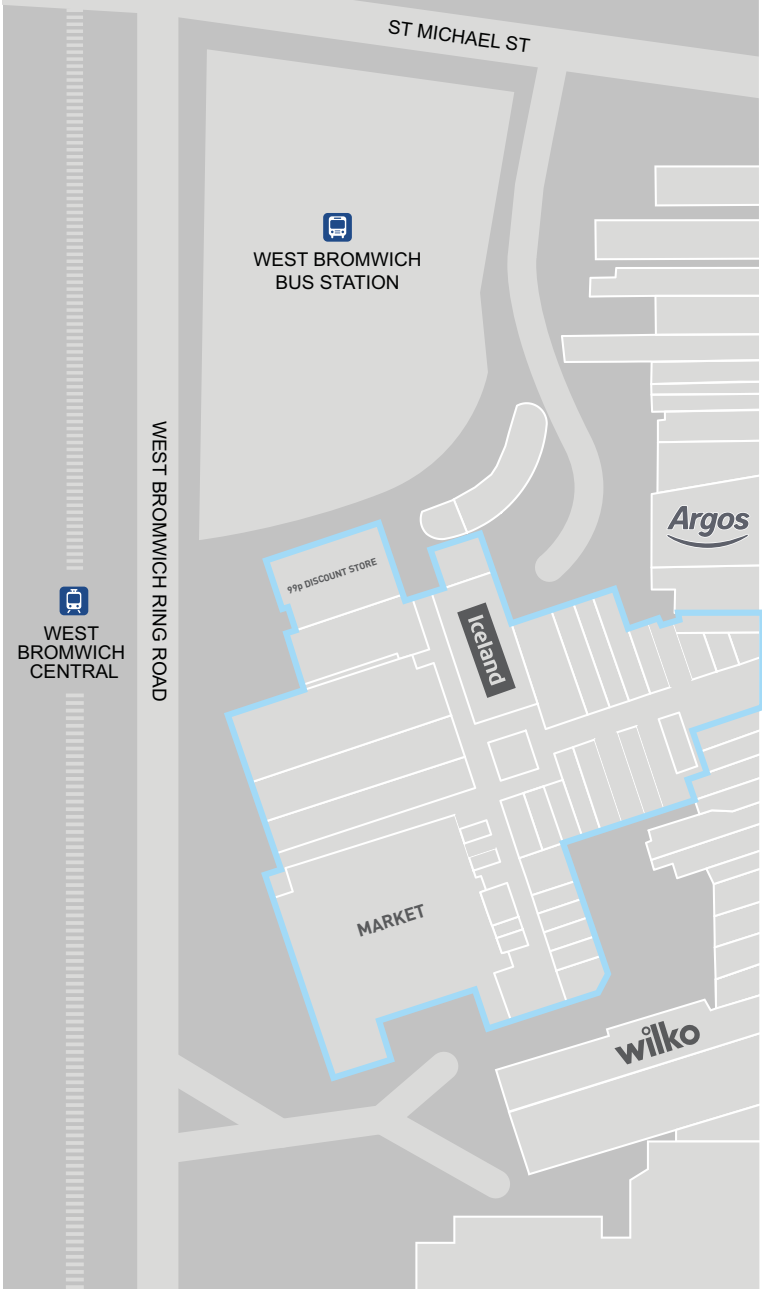 ST MICHAEL ST
WEST BROMWICH
BUS STATION
WEST BROMWICH RING ROAD
Argos
99p DISCOUNT STORE
Iceland
WEST
BROMWICH
CENTRAL
MARKET
wilko